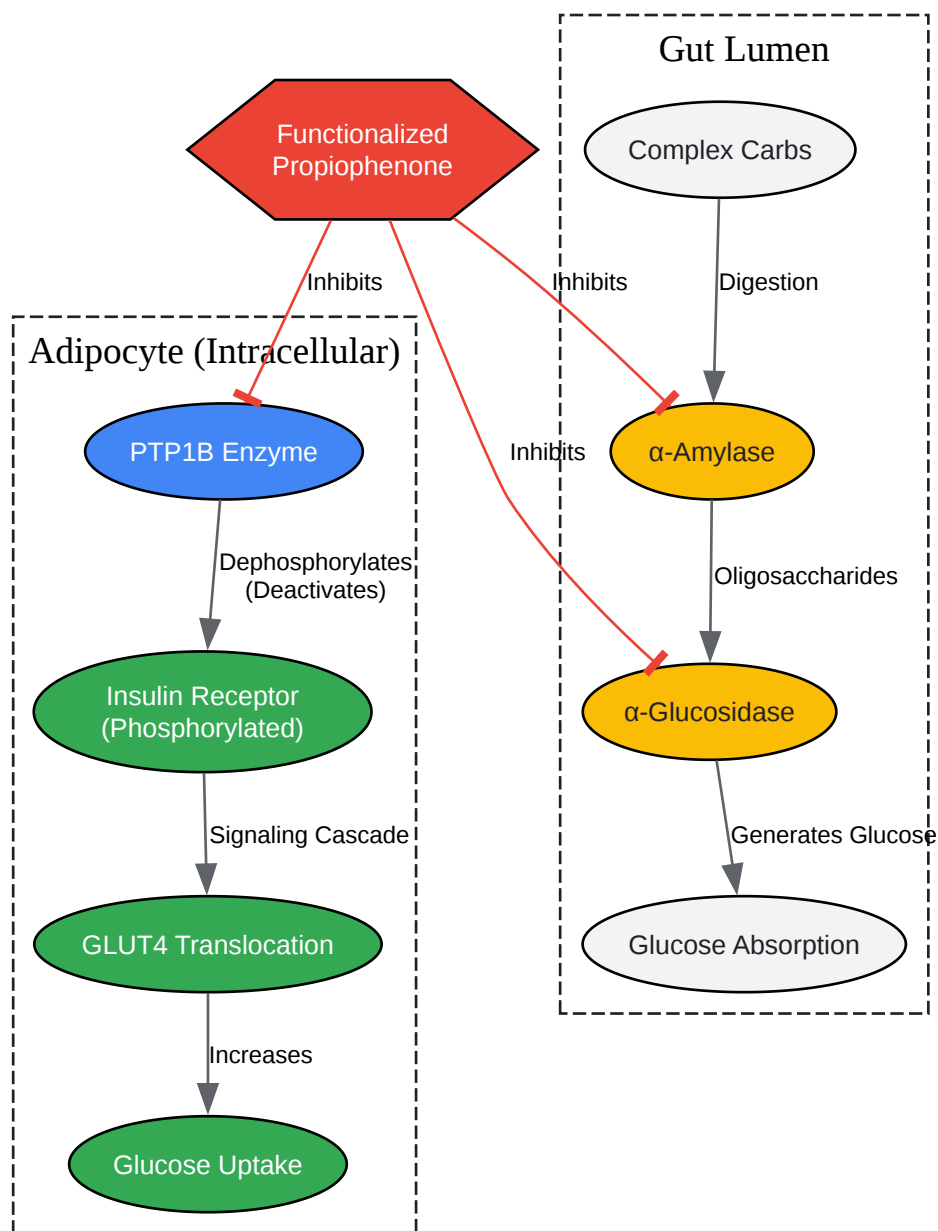 Gut Lumen
Functionalized
Propiophenone
Complex Carbs
Inhibits
Inhibits
Digestion
Adipocyte (Intracellular)
PTP1B Enzyme
Inhibits
α-Amylase
Dephosphorylates
(Deactivates)
Oligosaccharides
Insulin Receptor
(Phosphorylated)
α-Glucosidase
Signaling Cascade
Generates Glucose
GLUT4 Translocation
Glucose Absorption
Increases
Glucose Uptake